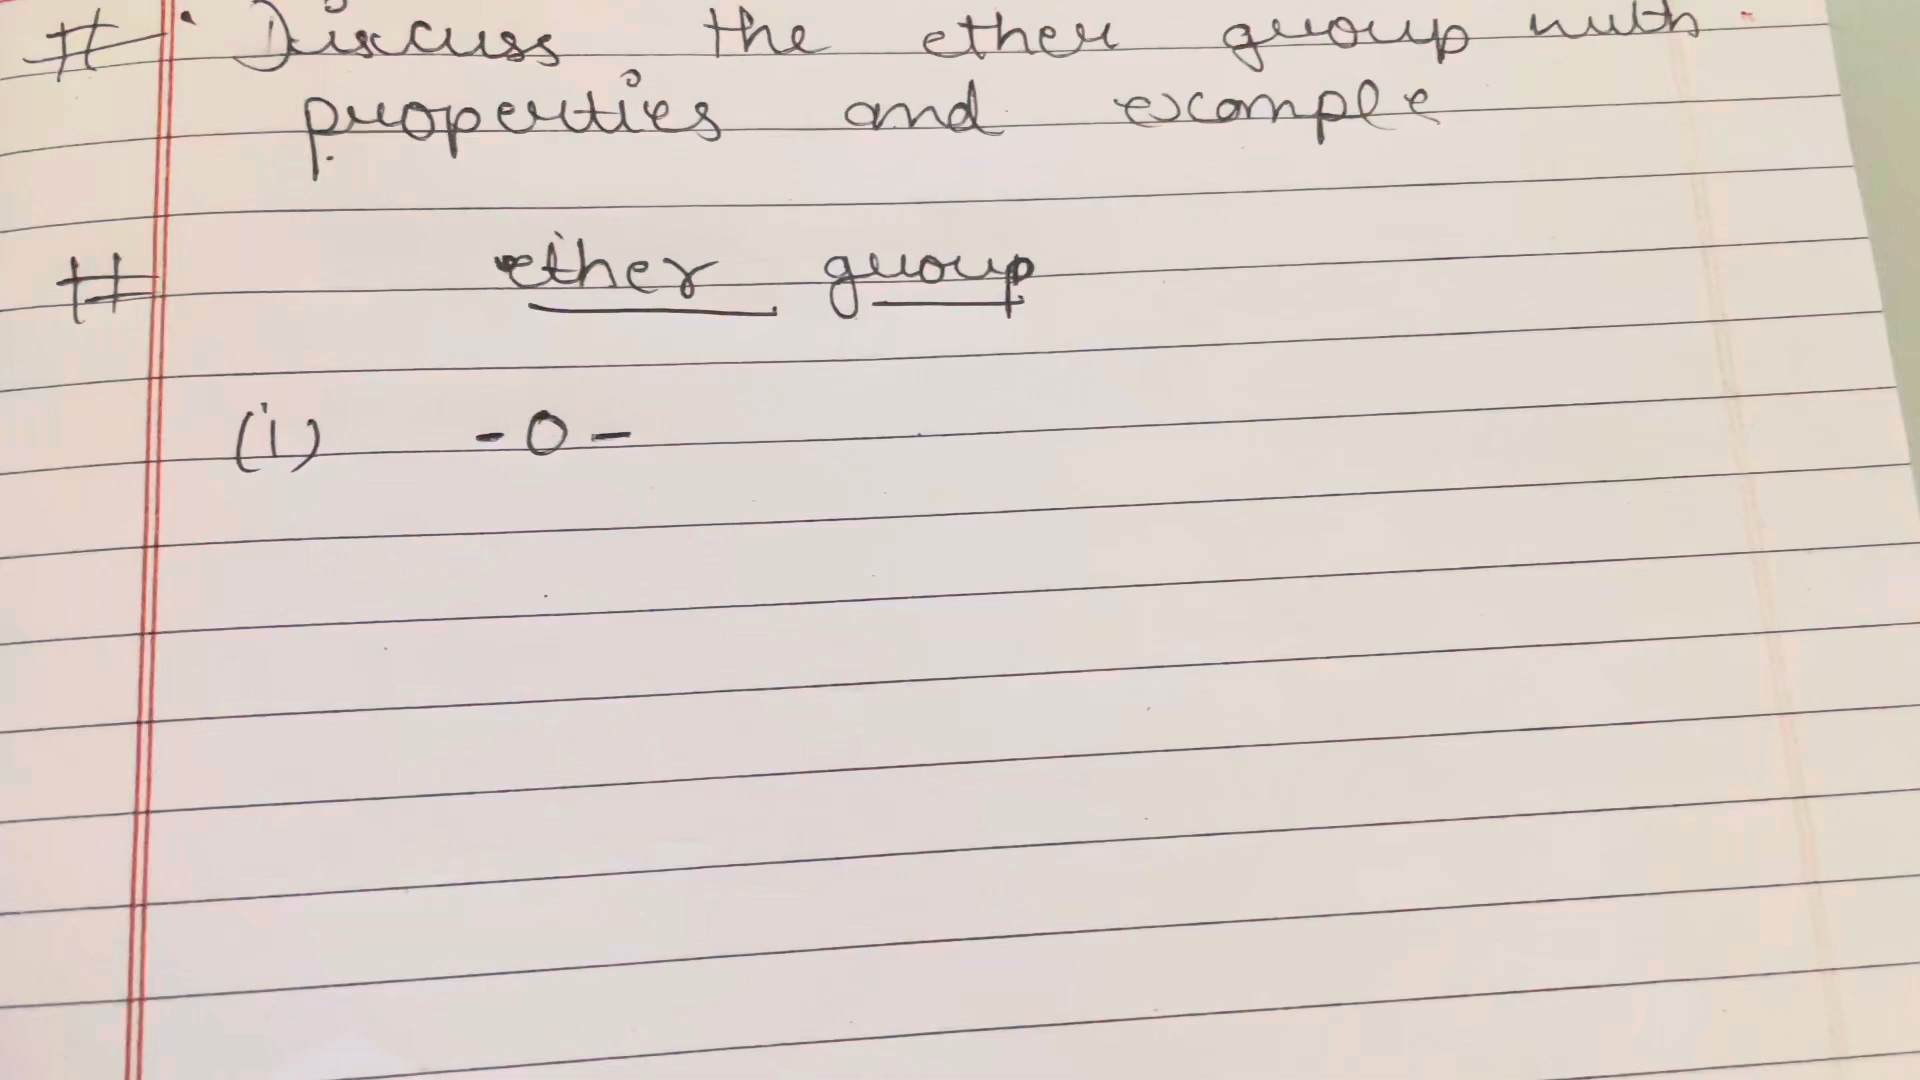 # Discuss the ether group with
properties and example
# ether group
(i) -O-